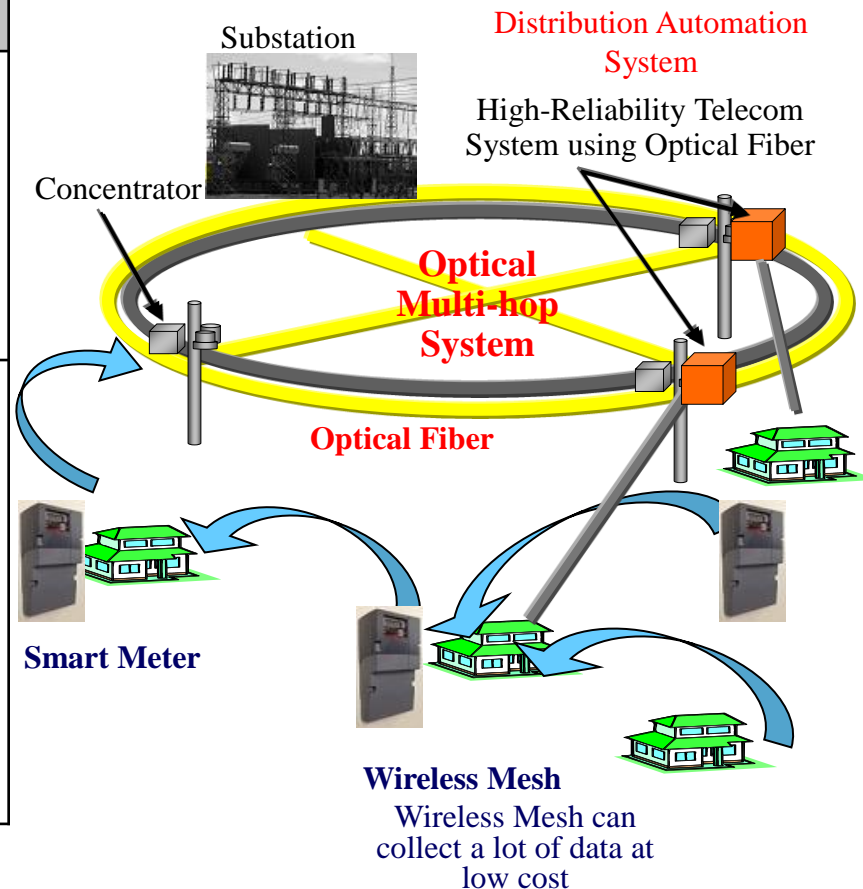 Distribution Automation
System
Substation
High-Reliability Telecom
System using Optical Fiber
Concentrator
Optical
Multi-hop
System
Optical Fiber
Smart Meter
Wireless Mesh
Wireless Mesh can
collect a lot of data at
low cost